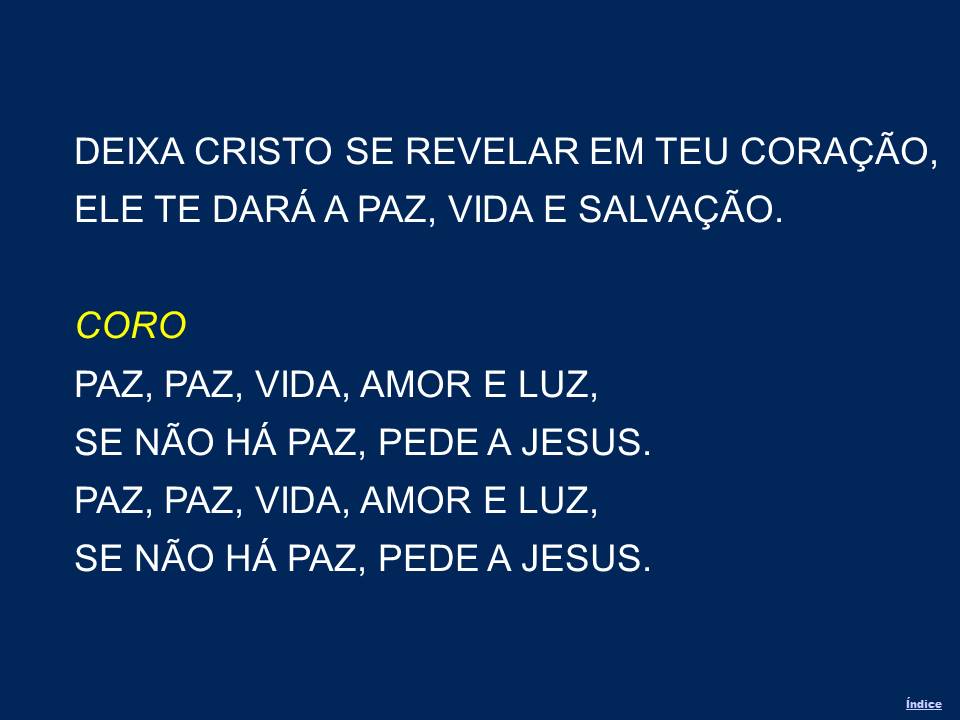 DEIXA CRISTO SE REVELAR EM TEU CORAÇÃO,
ELE TE DARÁ A PAZ, VIDA E SALVAÇÃO.
CORO
PAZ, PAZ, VIDA, AMOR E LUZ,
SE NÃO HÁ PAZ, PEDE A JESUS.
PAZ, PAZ, VIDA, AMOR E LUZ,
SE NÃO HÁ PAZ, PEDE A JESUS.
Índice